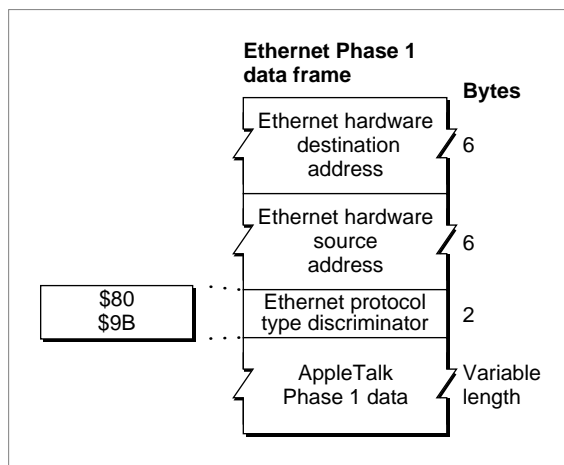 Ethernet Phase 1
data frame
Bytes
Ethernet hardware
destination
address
6
Ethernet hardware
source
address
6
$80
$9B
Ethernet protocol
type discriminator
2
AppleTalk
Phase 1 data
Variable
length